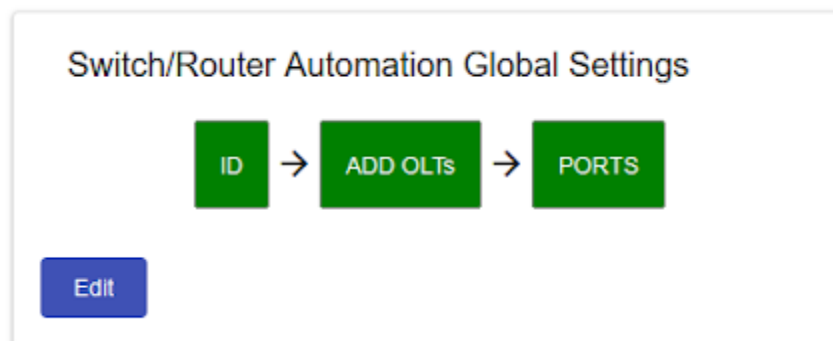 Switch/Router Automation Global Settings
ID → ADD OLTs → PORTS
Edit